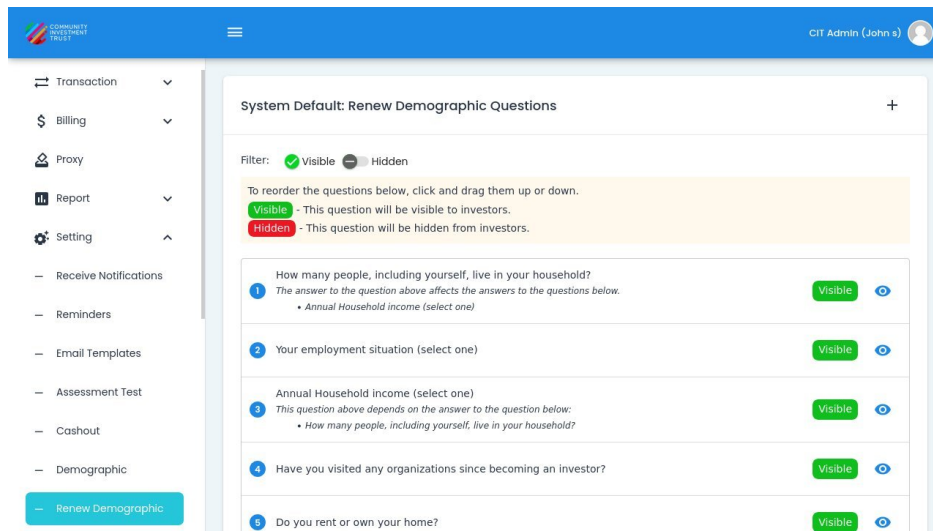 COMMUNITY
INVESTMENT
TRUST
CIT Admin (John s)
Transaction
Billing
Proxy
Report
Setting
Receive Notifications
Reminders
Email Templates
Assessment Test
Cashout
Demographic
Renew Demographic
System Default: Renew Demographic Questions
Filter: Visible Hidden
To reorder the questions below, click and drag them up or down.
Visible - This question will be visible to investors.
Hidden - This question will be hidden from investors.
How many people, including yourself, live in your household?
1 The answer to the question above affects the answers to the questions below. Visible
• Annual Household income (select one)
2 Your employment situation (select one) Visible
Annual Household income (select one)
3 This question above depends on the answer to the question below: Visible
• How many people, including yourself, live in your household?
4 Have you visited any organizations since becoming an investor? Visible
5 Do you rent or own your home? Visible